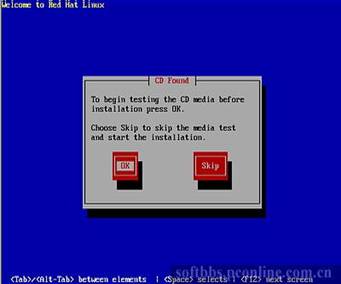 Welcome to Red Hat Linux
CD Found
To begin testing the CD media before
installation press OK.
Choose Skip to skip the media test
and start the installation.
OK
Skip
softbbs.nconline.com.cn
<Tab>/<Alt-Tab> between elements | <Space> selects | <F12> next screen